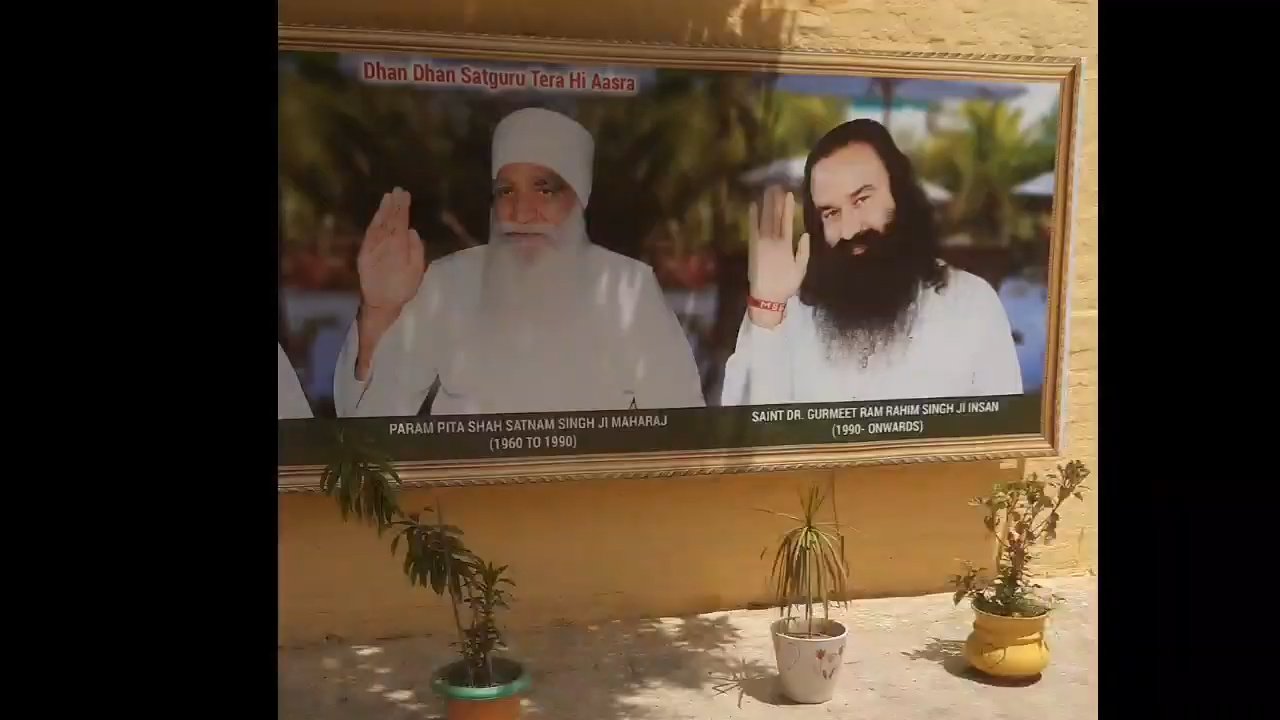 Dhan Dhan Satguru Tera Hi Aasra
PARAM PITA SHAH SATNAM SINGH JI MAHARAJ
(1960 TO 1990)
SAINT DR. GURMEET RAM RAHIM SINGH JI INSAN
(1990- ONWARDS)